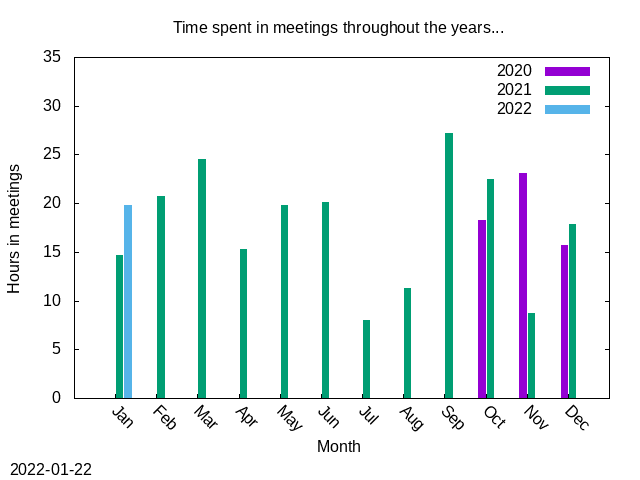 Time spent in meetings throughout the years...
2020
2021
2022
35
30
25
20
15
10
5
0
Hours in meetings
Jan
Feb
Mar
Apr
May
Jun
Jul
Aug
Sep
Oct
Nov
Dec
Month
2022-01-22